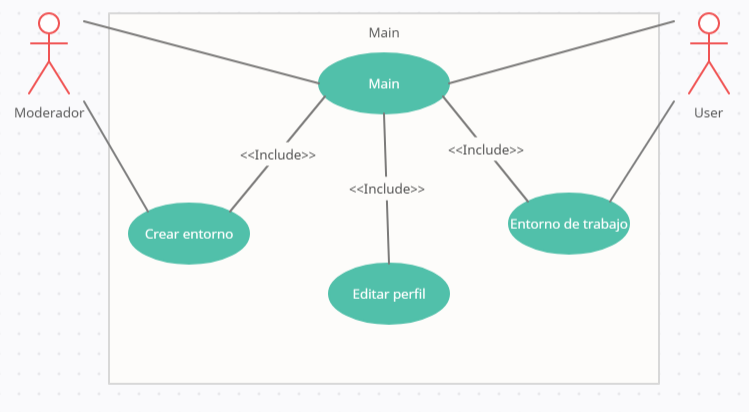 Main
Main
Moderador
User
<<Include>>
<<Include>>
<<Include>>
Crear entorno
Entorno de trabajo
Editar perfil